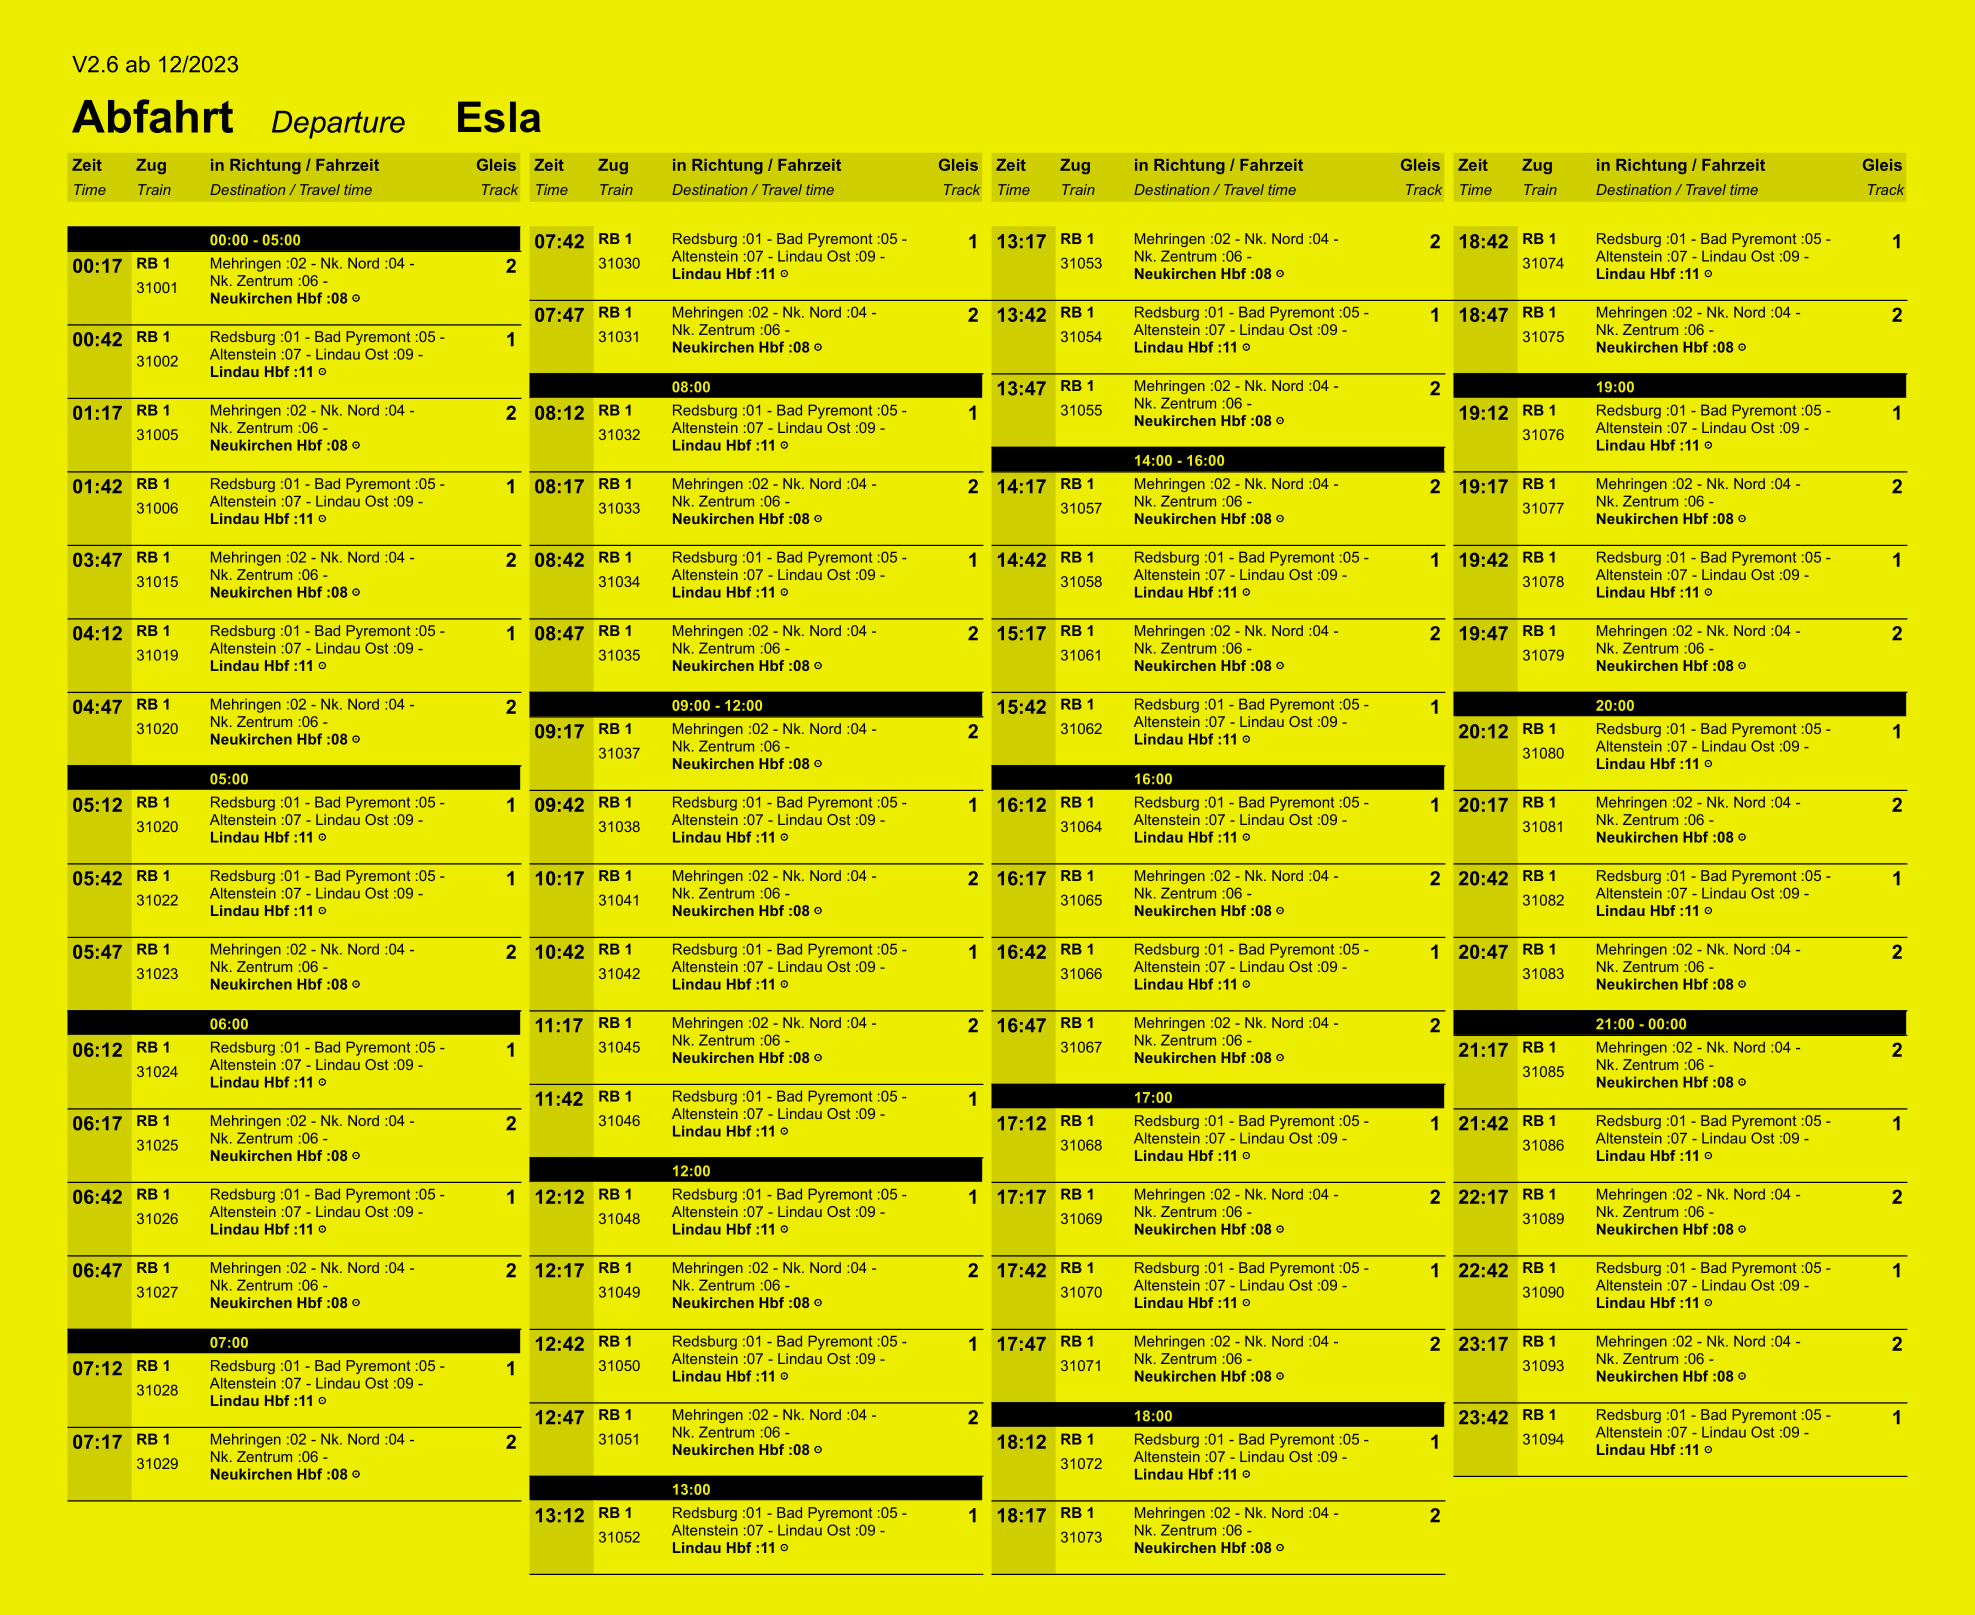 V2.6 ab 12/2023
Abfahrt Departure Esla
Zeit Zug in Richtung / Fahrzeit Gleis
Time Train Destination / Travel time Track
00:00 - 05:00
00:17 RB 1 Mehringen :02 - Nk. Nord :04 - 2
31001 Nk. Zentrum :06 -
Neukirchen Hbf :08 ⊙
00:42 RB 1 Redsburg :01 - Bad Pyremont :05 - 1
31002 Altenstein :07 - Lindau Ost :09 -
Lindau Hbf :11 ⊙
01:17 RB 1 Mehringen :02 - Nk. Nord :04 - 2
31005 Nk. Zentrum :06 -
Neukirchen Hbf :08 ⊙
01:42 RB 1 Redsburg :01 - Bad Pyremont :05 - 1
31006 Altenstein :07 - Lindau Ost :09 -
Lindau Hbf :11 ⊙
03:47 RB 1 Mehringen :02 - Nk. Nord :04 - 2
31015 Nk. Zentrum :06 -
Neukirchen Hbf :08 ⊙
04:12 RB 1 Redsburg :01 - Bad Pyremont :05 - 1
31019 Altenstein :07 - Lindau Ost :09 -
Lindau Hbf :11 ⊙
04:47 RB 1 Mehringen :02 - Nk. Nord :04 - 2
31020 Nk. Zentrum :06 -
Neukirchen Hbf :08 ⊙
05:00
05:12 RB 1 Redsburg :01 - Bad Pyremont :05 - 1
31020 Altenstein :07 - Lindau Ost :09 -
Lindau Hbf :11 ⊙
05:42 RB 1 Redsburg :01 - Bad Pyremont :05 - 1
31022 Altenstein :07 - Lindau Ost :09 -
Lindau Hbf :11 ⊙
05:47 RB 1 Mehringen :02 - Nk. Nord :04 - 2
31023 Nk. Zentrum :06 -
Neukirchen Hbf :08 ⊙
06:00
06:12 RB 1 Redsburg :01 - Bad Pyremont :05 - 1
31024 Altenstein :07 - Lindau Ost :09 -
Lindau Hbf :11 ⊙
06:17 RB 1 Mehringen :02 - Nk. Nord :04 - 2
31025 Nk. Zentrum :06 -
Neukirchen Hbf :08 ⊙
06:42 RB 1 Redsburg :01 - Bad Pyremont :05 - 1
31026 Altenstein :07 - Lindau Ost :09 -
Lindau Hbf :11 ⊙
06:47 RB 1 Mehringen :02 - Nk. Nord :04 - 2
31027 Nk. Zentrum :06 -
Neukirchen Hbf :08 ⊙
07:00
07:12 RB 1 Redsburg :01 - Bad Pyremont :05 - 1
31028 Altenstein :07 - Lindau Ost :09 -
Lindau Hbf :11 ⊙
07:17 RB 1 Mehringen :02 - Nk. Nord :04 - 2
31029 Nk. Zentrum :06 -
Neukirchen Hbf :08 ⊙
Zeit Zug in Richtung / Fahrzeit Gleis
Time Train Destination / Travel time Track
07:42 RB 1 Redsburg :01 - Bad Pyremont :05 - 1
31030 Altenstein :07 - Lindau Ost :09 -
Lindau Hbf :11 ⊙
07:47 RB 1 Mehringen :02 - Nk. Nord :04 - 2
31031 Nk. Zentrum :06 -
Neukirchen Hbf :08 ⊙
08:00
08:12 RB 1 Redsburg :01 - Bad Pyremont :05 - 1
31032 Altenstein :07 - Lindau Ost :09 -
Lindau Hbf :11 ⊙
08:17 RB 1 Mehringen :02 - Nk. Nord :04 - 2
31033 Nk. Zentrum :06 -
Neukirchen Hbf :08 ⊙
08:42 RB 1 Redsburg :01 - Bad Pyremont :05 - 1
31034 Altenstein :07 - Lindau Ost :09 -
Lindau Hbf :11 ⊙
08:47 RB 1 Mehringen :02 - Nk. Nord :04 - 2
31035 Nk. Zentrum :06 -
Neukirchen Hbf :08 ⊙
09:00 - 12:00
09:17 RB 1 Mehringen :02 - Nk. Nord :04 - 2
31037 Nk. Zentrum :06 -
Neukirchen Hbf :08 ⊙
09:42 RB 1 Redsburg :01 - Bad Pyremont :05 - 1
31038 Altenstein :07 - Lindau Ost :09 -
Lindau Hbf :11 ⊙
10:17 RB 1 Mehringen :02 - Nk. Nord :04 - 2
31041 Nk. Zentrum :06 -
Neukirchen Hbf :08 ⊙
10:42 RB 1 Redsburg :01 - Bad Pyremont :05 - 1
31042 Altenstein :07 - Lindau Ost :09 -
Lindau Hbf :11 ⊙
11:17 RB 1 Mehringen :02 - Nk. Nord :04 - 2
31045 Nk. Zentrum :06 -
Neukirchen Hbf :08 ⊙
11:42 RB 1 Redsburg :01 - Bad Pyremont :05 - 1
31046 Altenstein :07 - Lindau Ost :09 -
Lindau Hbf :11 ⊙
12:00
12:12 RB 1 Redsburg :01 - Bad Pyremont :05 - 1
31048 Altenstein :07 - Lindau Ost :09 -
Lindau Hbf :11 ⊙
12:17 RB 1 Mehringen :02 - Nk. Nord :04 - 2
31049 Nk. Zentrum :06 -
Neukirchen Hbf :08 ⊙
12:42 RB 1 Redsburg :01 - Bad Pyremont :05 - 1
31050 Altenstein :07 - Lindau Ost :09 -
Lindau Hbf :11 ⊙
12:47 RB 1 Mehringen :02 - Nk. Nord :04 - 2
31051 Nk. Zentrum :06 -
Neukirchen Hbf :08 ⊙
13:00
13:12 RB 1 Redsburg :01 - Bad Pyremont :05 - 1
31052 Altenstein :07 - Lindau Ost :09 -
Lindau Hbf :11 ⊙
Zeit Zug in Richtung / Fahrzeit Gleis
Time Train Destination / Travel time Track
13:17 RB 1 Mehringen :02 - Nk. Nord :04 - 2
31053 Nk. Zentrum :06 -
Neukirchen Hbf :08 ⊙
13:42 RB 1 Redsburg :01 - Bad Pyremont :05 - 1
31054 Altenstein :07 - Lindau Ost :09 -
Lindau Hbf :11 ⊙
13:47 RB 1 Mehringen :02 - Nk. Nord :04 - 2
31055 Nk. Zentrum :06 -
Neukirchen Hbf :08 ⊙
14:00 - 16:00
14:17 RB 1 Mehringen :02 - Nk. Nord :04 - 2
31057 Nk. Zentrum :06 -
Neukirchen Hbf :08 ⊙
14:42 RB 1 Redsburg :01 - Bad Pyremont :05 - 1
31058 Altenstein :07 - Lindau Ost :09 -
Lindau Hbf :11 ⊙
15:17 RB 1 Mehringen :02 - Nk. Nord :04 - 2
31061 Nk. Zentrum :06 -
Neukirchen Hbf :08 ⊙
15:42 RB 1 Redsburg :01 - Bad Pyremont :05 - 1
31062 Altenstein :07 - Lindau Ost :09 -
Lindau Hbf :11 ⊙
16:00
16:12 RB 1 Redsburg :01 - Bad Pyremont :05 - 1
31064 Altenstein :07 - Lindau Ost :09 -
Lindau Hbf :11 ⊙
16:17 RB 1 Mehringen :02 - Nk. Nord :04 - 2
31065 Nk. Zentrum :06 -
Neukirchen Hbf :08 ⊙
16:42 RB 1 Redsburg :01 - Bad Pyremont :05 - 1
31066 Altenstein :07 - Lindau Ost :09 -
Lindau Hbf :11 ⊙
16:47 RB 1 Mehringen :02 - Nk. Nord :04 - 2
31067 Nk. Zentrum :06 -
Neukirchen Hbf :08 ⊙
17:00
17:12 RB 1 Redsburg :01 - Bad Pyremont :05 - 1
31068 Altenstein :07 - Lindau Ost :09 -
Lindau Hbf :11 ⊙
17:17 RB 1 Mehringen :02 - Nk. Nord :04 - 2
31069 Nk. Zentrum :06 -
Neukirchen Hbf :08 ⊙
17:42 RB 1 Redsburg :01 - Bad Pyremont :05 - 1
31070 Altenstein :07 - Lindau Ost :09 -
Lindau Hbf :11 ⊙
17:47 RB 1 Mehringen :02 - Nk. Nord :04 - 2
31071 Nk. Zentrum :06 -
Neukirchen Hbf :08 ⊙
18:00
18:12 RB 1 Redsburg :01 - Bad Pyremont :05 - 1
31072 Altenstein :07 - Lindau Ost :09 -
Lindau Hbf :11 ⊙
18:17 RB 1 Mehringen :02 - Nk. Nord :04 - 2
31073 Nk. Zentrum :06 -
Neukirchen Hbf :08 ⊙
Zeit Zug in Richtung / Fahrzeit Gleis
Time Train Destination / Travel time Track
18:42 RB 1 Redsburg :01 - Bad Pyremont :05 - 1
31074 Altenstein :07 - Lindau Ost :09 -
Lindau Hbf :11 ⊙
18:47 RB 1 Mehringen :02 - Nk. Nord :04 - 2
31075 Nk. Zentrum :06 -
Neukirchen Hbf :08 ⊙
19:00
19:12 RB 1 Redsburg :01 - Bad Pyremont :05 - 1
31076 Altenstein :07 - Lindau Ost :09 -
Lindau Hbf :11 ⊙
19:17 RB 1 Mehringen :02 - Nk. Nord :04 - 2
31077 Nk. Zentrum :06 -
Neukirchen Hbf :08 ⊙
19:42 RB 1 Redsburg :01 - Bad Pyremont :05 - 1
31078 Altenstein :07 - Lindau Ost :09 -
Lindau Hbf :11 ⊙
19:47 RB 1 Mehringen :02 - Nk. Nord :04 - 2
31079 Nk. Zentrum :06 -
Neukirchen Hbf :08 ⊙
20:00
20:12 RB 1 Redsburg :01 - Bad Pyremont :05 - 1
31080 Altenstein :07 - Lindau Ost :09 -
Lindau Hbf :11 ⊙
20:17 RB 1 Mehringen :02 - Nk. Nord :04 - 2
31081 Nk. Zentrum :06 -
Neukirchen Hbf :08 ⊙
20:42 RB 1 Redsburg :01 - Bad Pyremont :05 - 1
31082 Altenstein :07 - Lindau Ost :09 -
Lindau Hbf :11 ⊙
20:47 RB 1 Mehringen :02 - Nk. Nord :04 - 2
31083 Nk. Zentrum :06 -
Neukirchen Hbf :08 ⊙
21:00 - 00:00
21:17 RB 1 Mehringen :02 - Nk. Nord :04 - 2
31085 Nk. Zentrum :06 -
Neukirchen Hbf :08 ⊙
21:42 RB 1 Redsburg :01 - Bad Pyremont :05 - 1
31086 Altenstein :07 - Lindau Ost :09 -
Lindau Hbf :11 ⊙
22:17 RB 1 Mehringen :02 - Nk. Nord :04 - 2
31089 Nk. Zentrum :06 -
Neukirchen Hbf :08 ⊙
22:42 RB 1 Redsburg :01 - Bad Pyremont :05 - 1
31090 Altenstein :07 - Lindau Ost :09 -
Lindau Hbf :11 ⊙
23:17 RB 1 Mehringen :02 - Nk. Nord :04 - 2
31093 Nk. Zentrum :06 -
Neukirchen Hbf :08 ⊙
23:42 RB 1 Redsburg :01 - Bad Pyremont :05 - 1
31094 Altenstein :07 - Lindau Ost :09 -
Lindau Hbf :11 ⊙